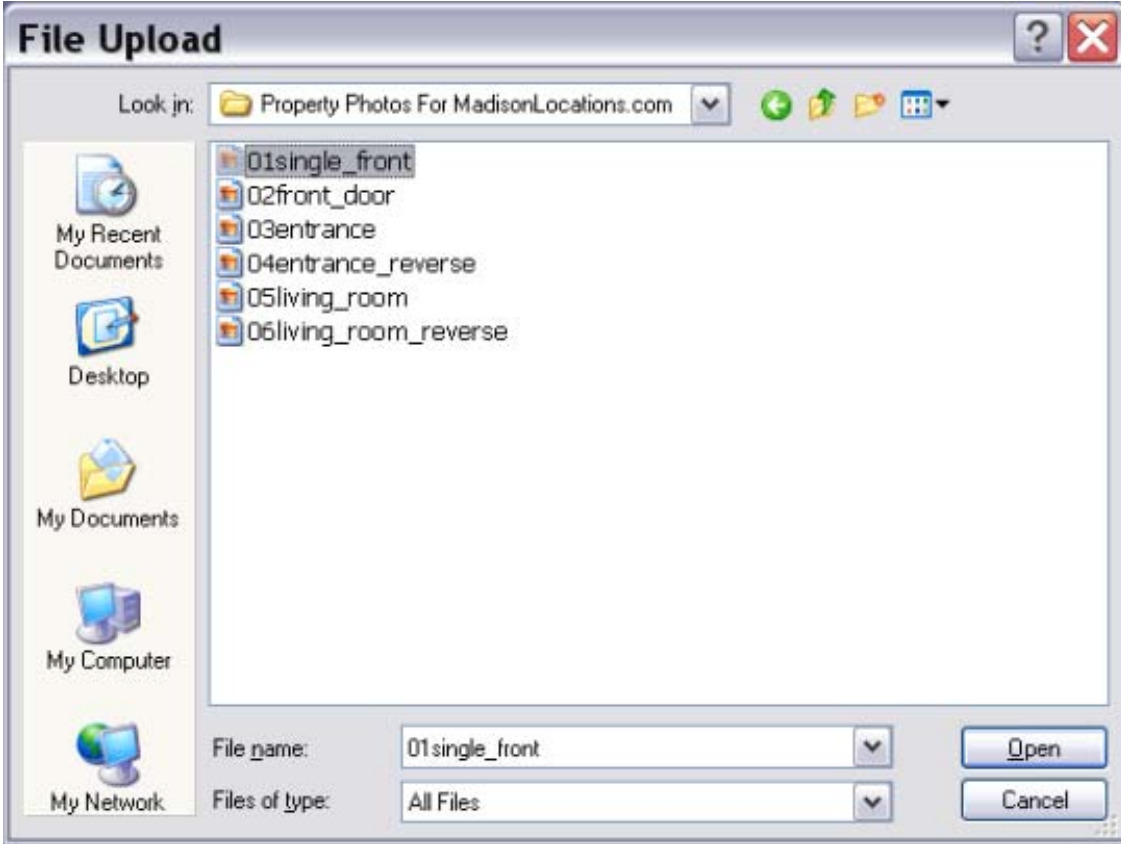 File Upload
Look in:
Property Photos For MadisonLocations.com
My Recent
Documents
Desktop
My Documents
My Computer
My Network
01single_front
02front_door
03entrance
04entrance_reverse
05living_room
06living_room_reverse
File name:
01single_front
Open
Files of type:
All Files
Cancel